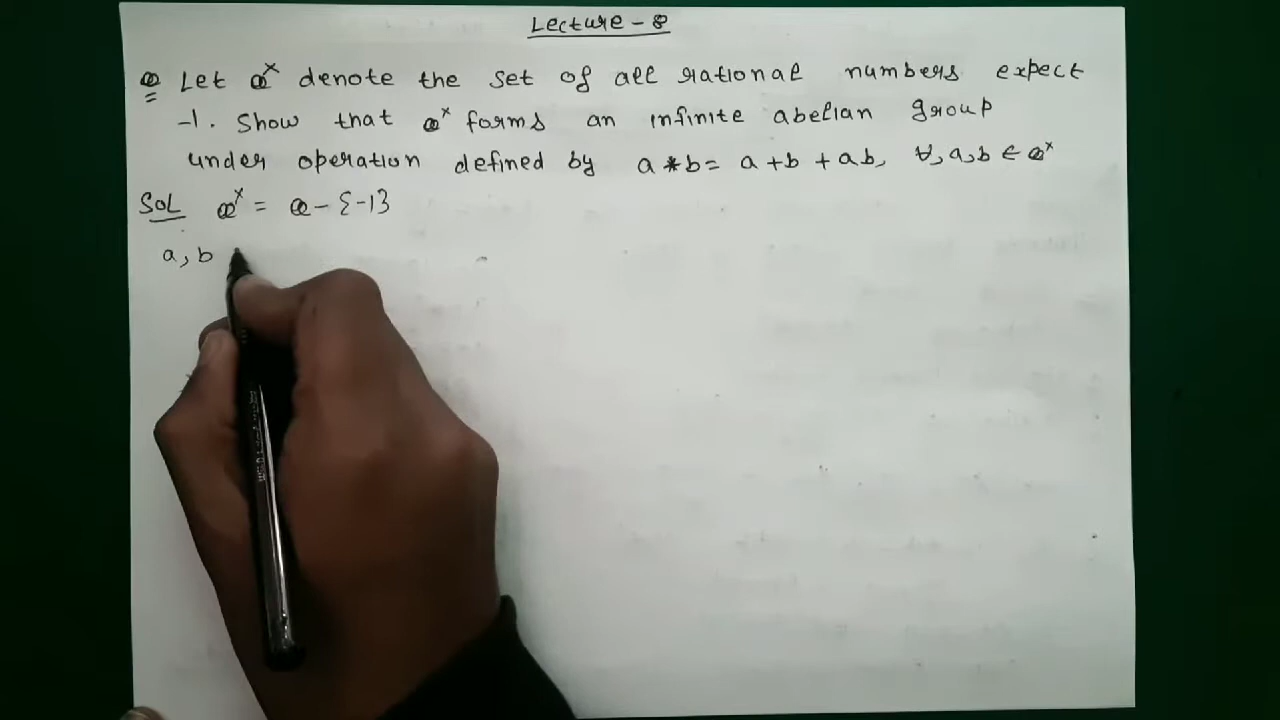 Lecture - 8
Q Let Q^x denote the set of all rational numbers expect
-1. Show that Q^x forms an infinite abelian group
under operation defined by a * b = a + b + ab, ∀, a, b ∈ Q^x
SOL Q^x = Q - {-1}
a, b